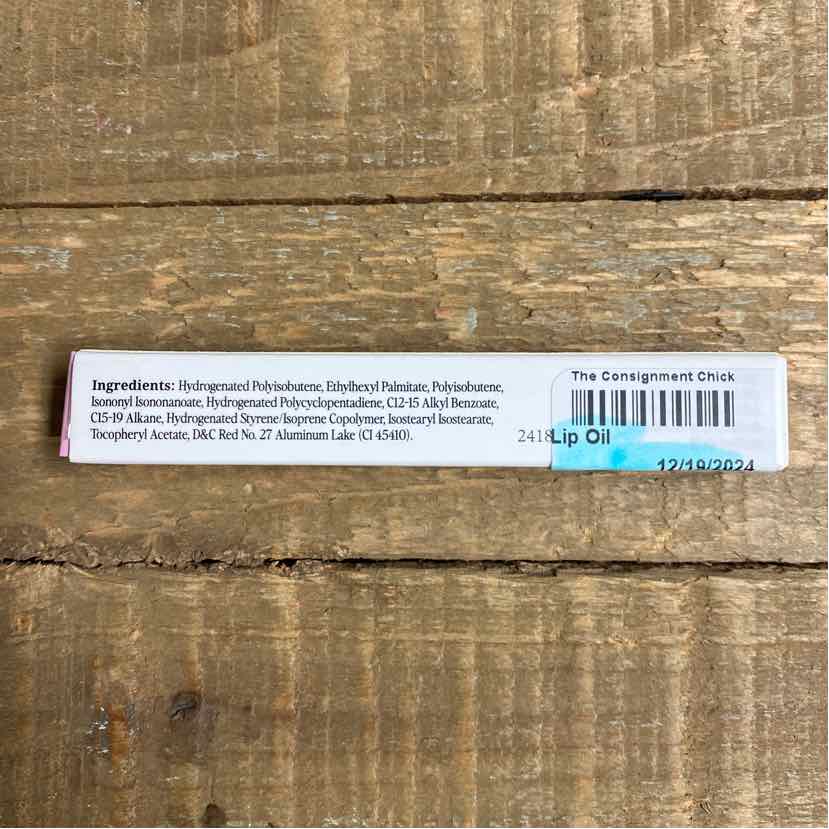 Ingredients: Hydrogenated Polyisobutene, Ethylhexyl Palmitate, Polyisobutene,
Isononyl Isononanoate, Hydrogenated Polycyclopentadiene, C12-15 Alkyl Benzoate,
C15-19 Alkane, Hydrogenated Styrene/Isoprene Copolymer, Isostearyl Isostearate,
Tocopheryl Acetate, D&C Red No. 27 Aluminum Lake (CI 45410).
2418
The Consignment Chick
Lip Oil
12/19/2024